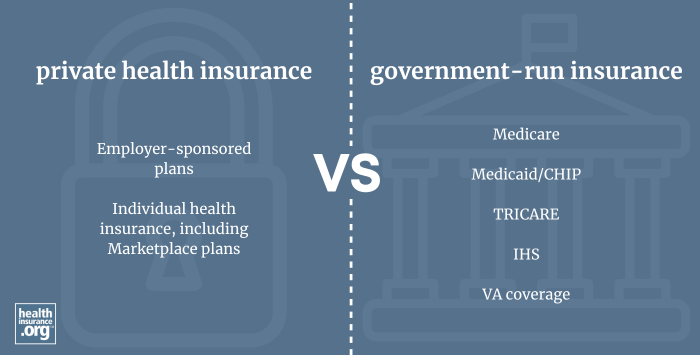 private health insurance
Employer-sponsored
plans
Individual health
insurance, including
Marketplace plans
VS
government-run insurance
Medicare
Medicaid/CHIP
TRICARE
IHS
VA coverage
health
insurance
.org